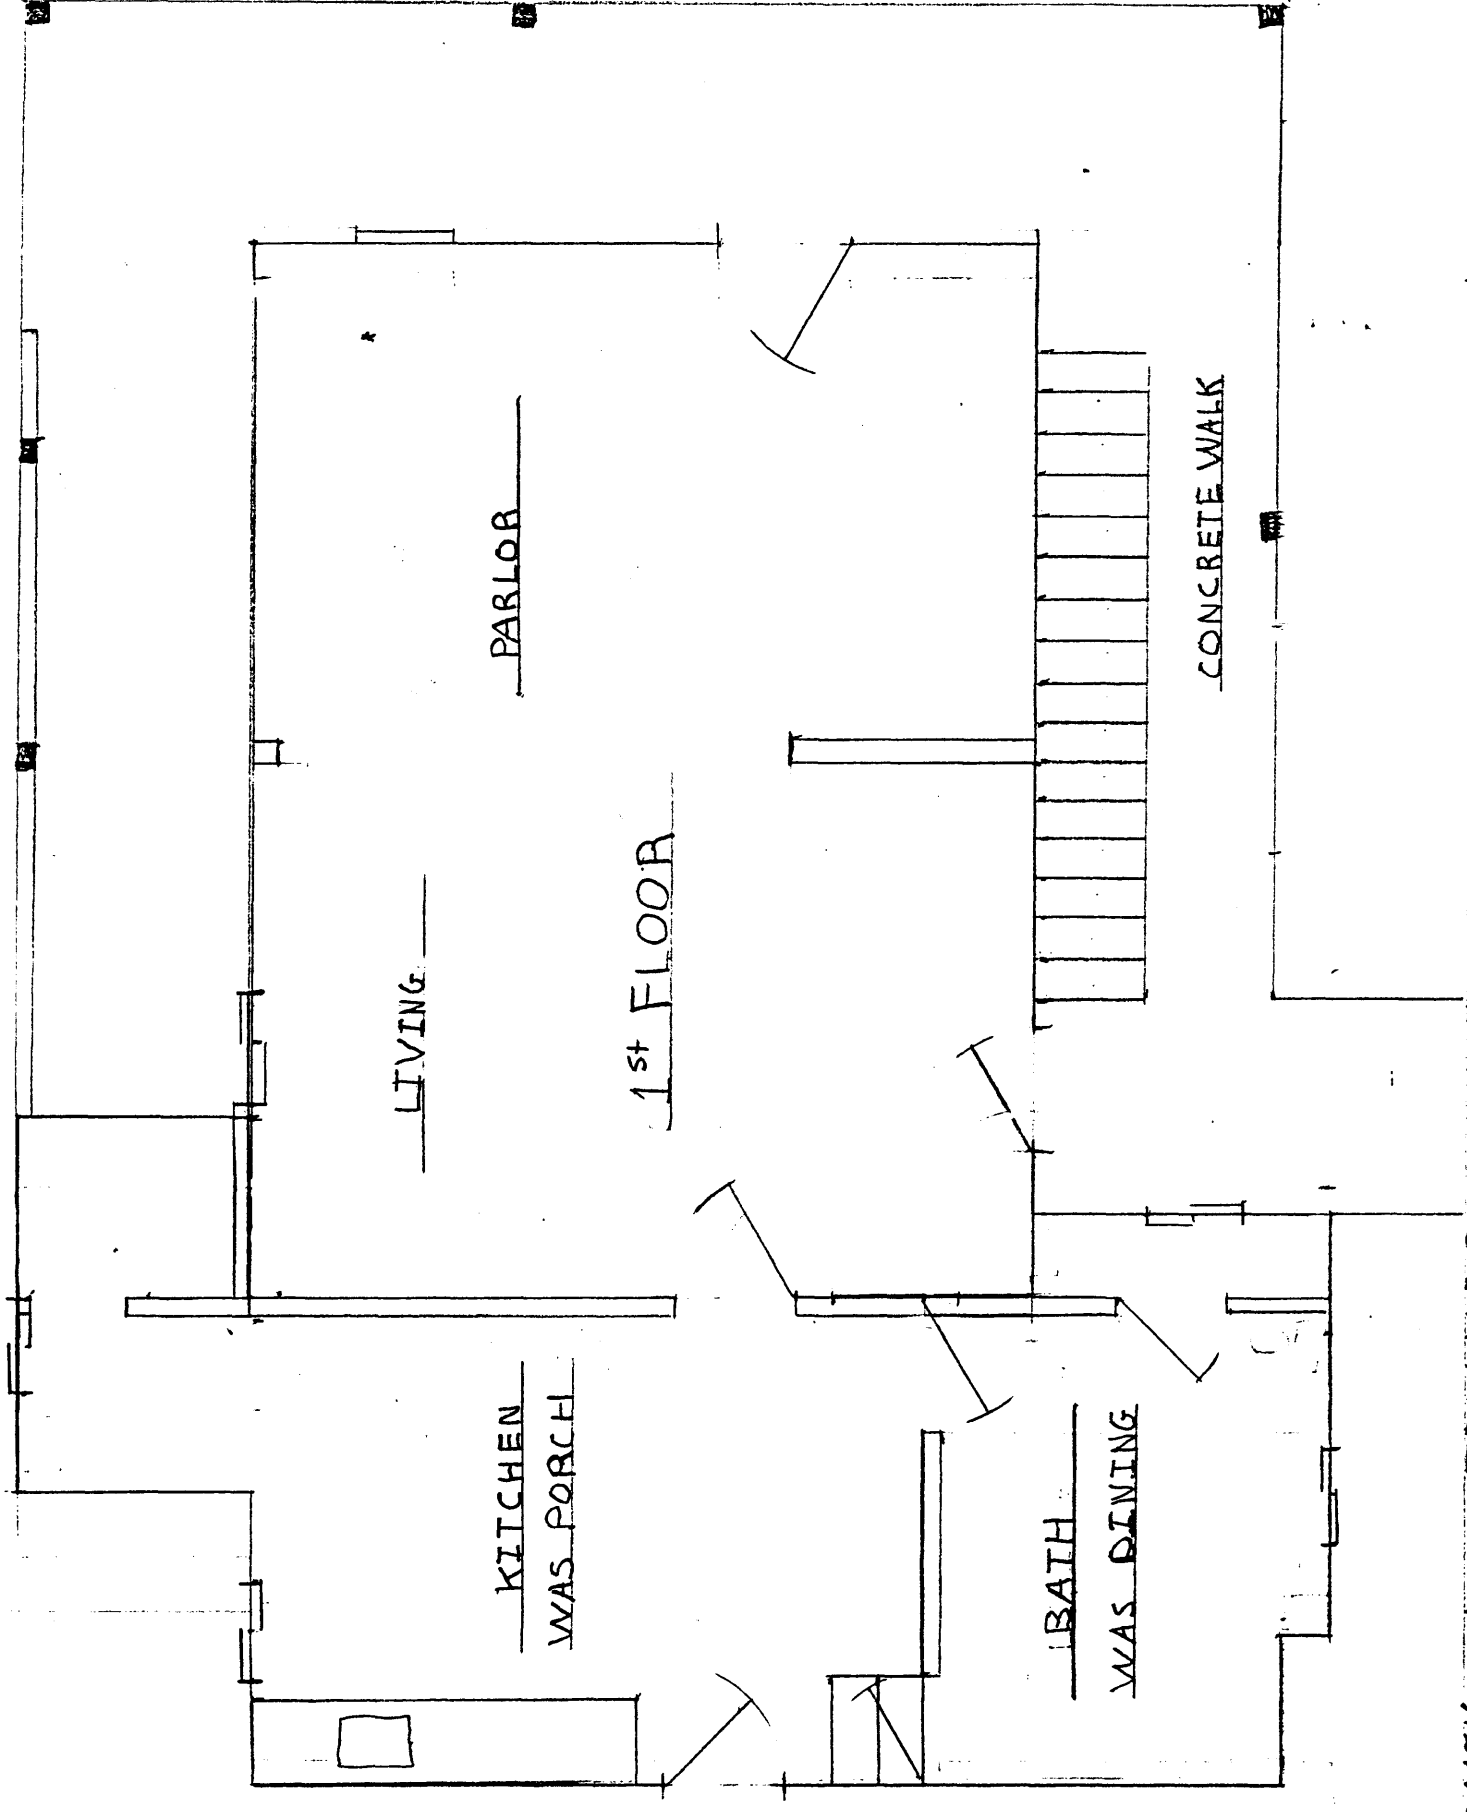 PARLOR
CONCRETE WALK
LIVING
1st FLOOR
KITCHEN
WAS PORCH
BATH
WAS DINING